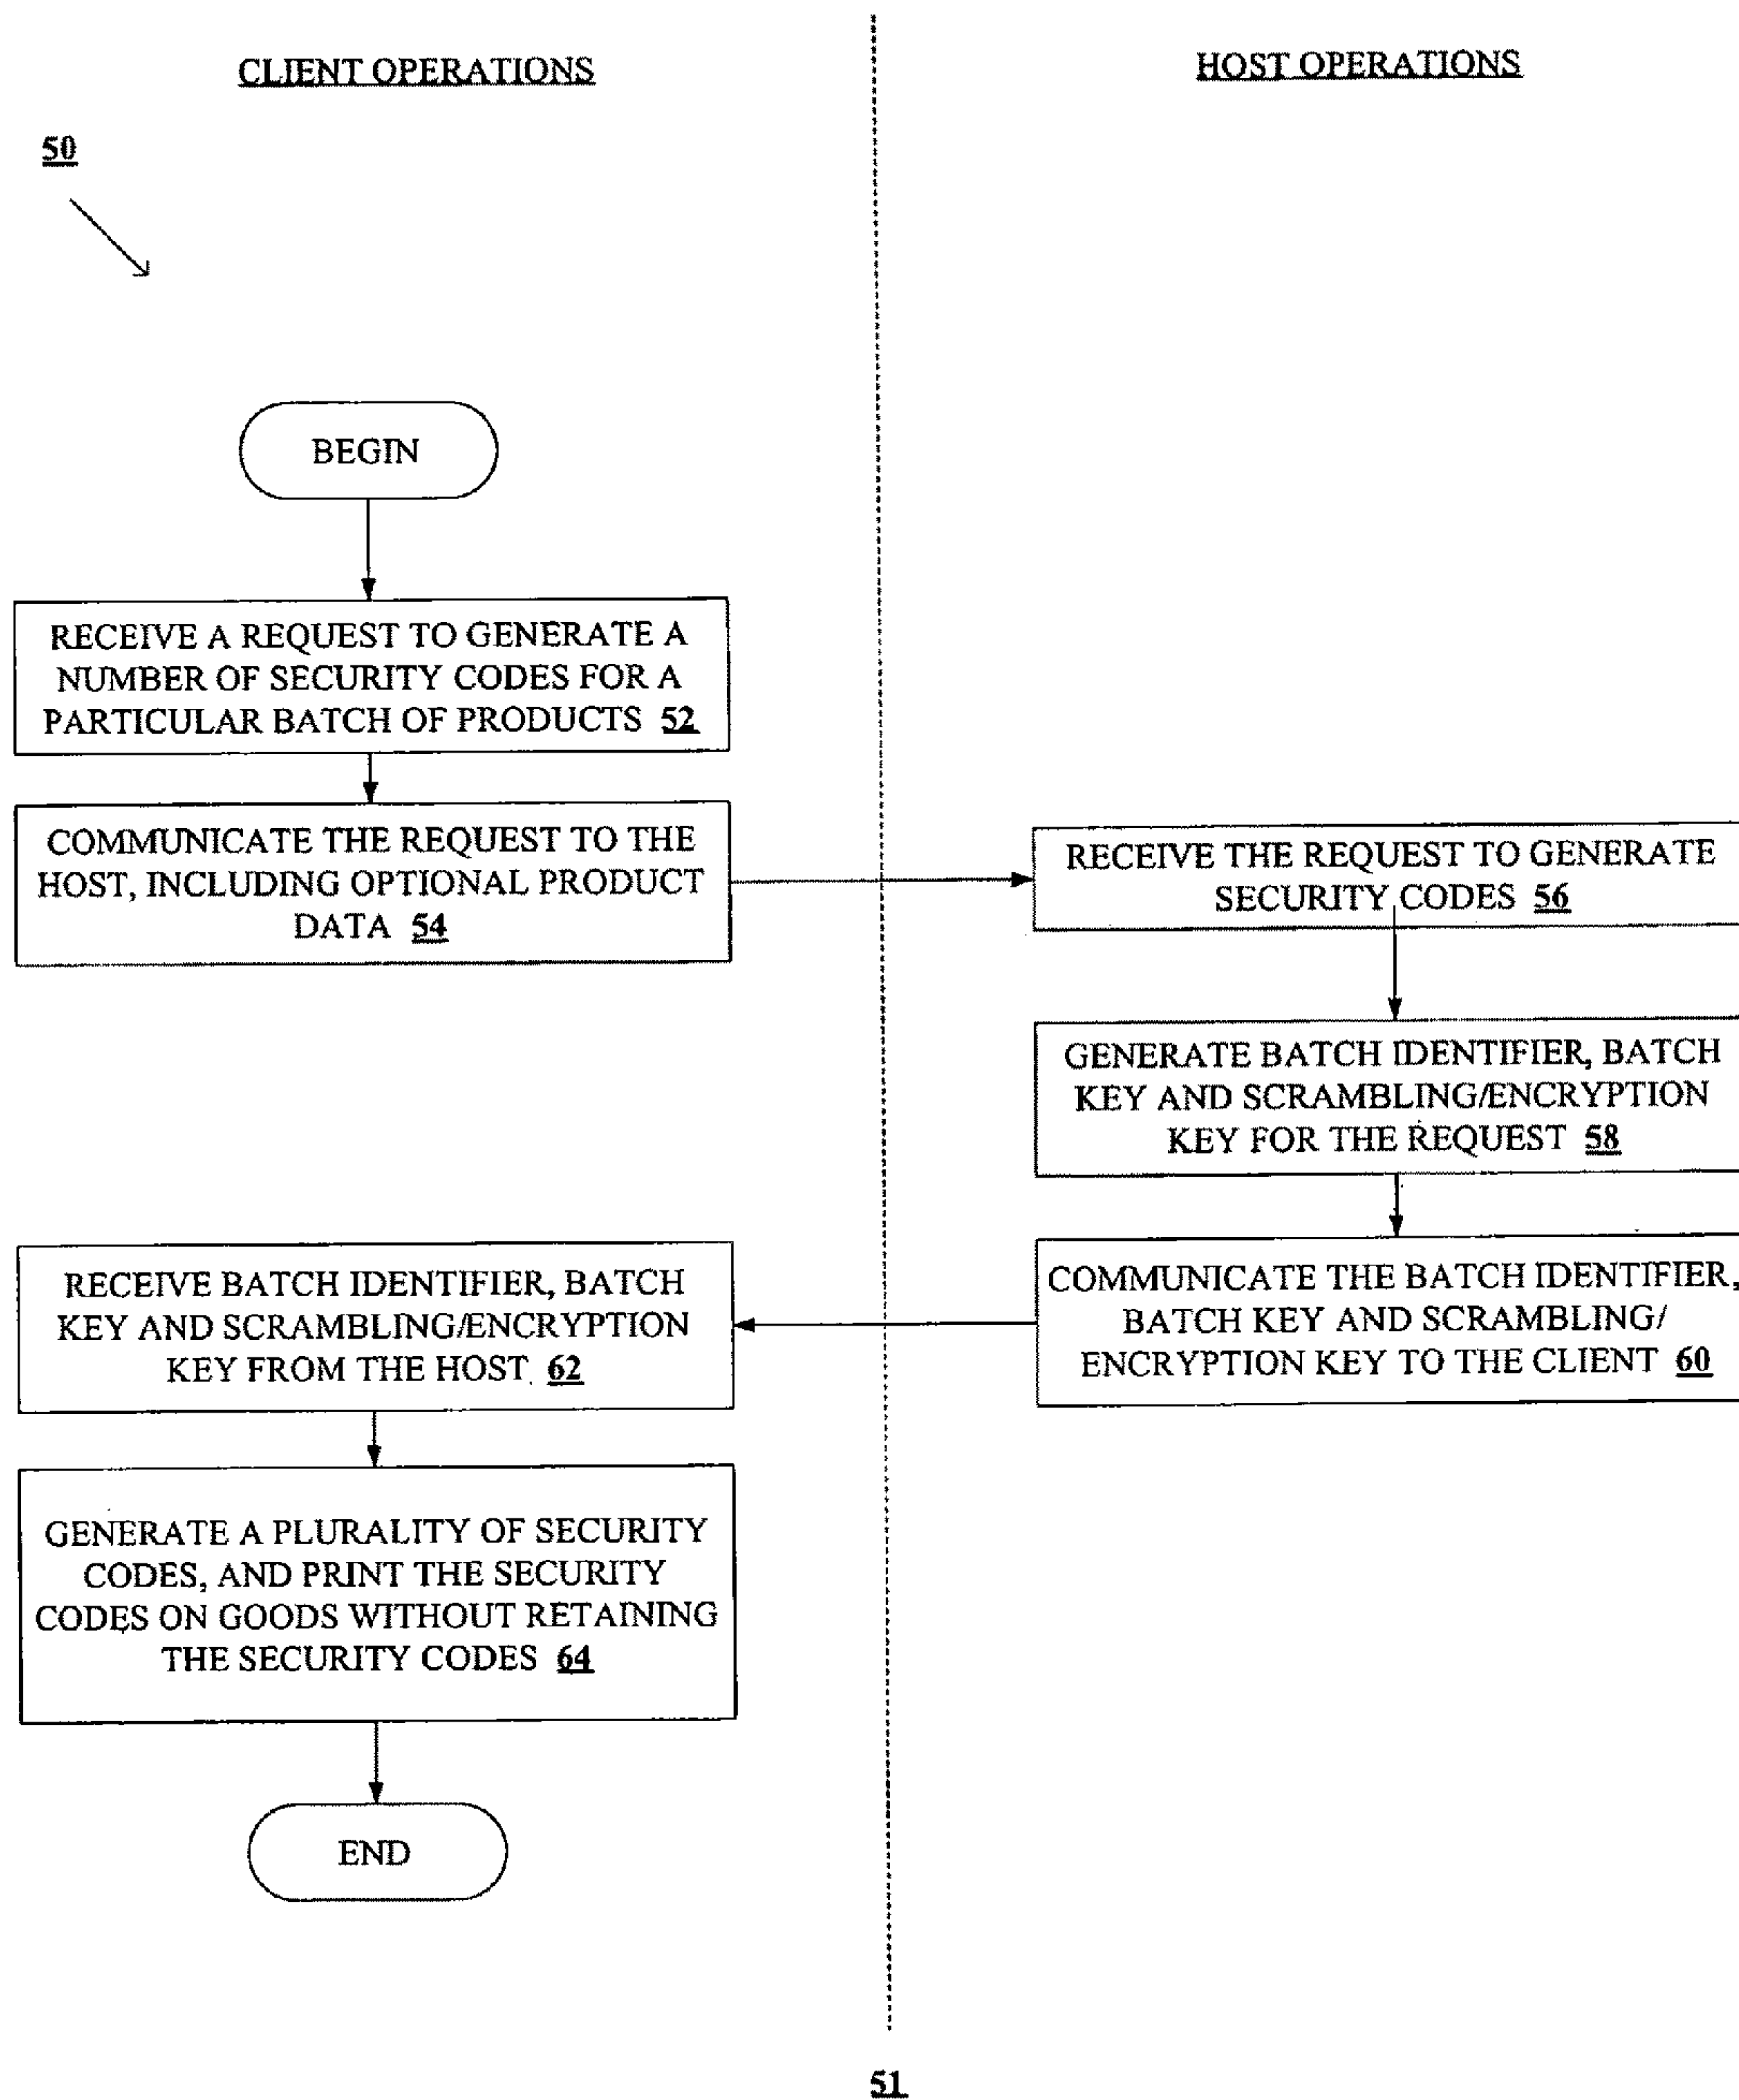 CLIENT OPERATIONS
HOST OPERATIONS
50
BEGIN
RECEIVE A REQUEST TO GENERATE A
NUMBER OF SECURITY CODES FOR A
PARTICULAR BATCH OF PRODUCTS 52
COMMUNICATE THE REQUEST TO THE
HOST, INCLUDING OPTIONAL PRODUCT
DATA 54
RECEIVE THE REQUEST TO GENERATE
SECURITY CODES 56
GENERATE BATCH IDENTIFIER, BATCH
KEY AND SCRAMBLING/ENCRYPTION
KEY FOR THE REQUEST 58
COMMUNICATE THE BATCH IDENTIFIER,
BATCH KEY AND SCRAMBLING/
ENCRYPTION KEY TO THE CLIENT 60
RECEIVE BATCH IDENTIFIER, BATCH
KEY AND SCRAMBLING/ENCRYPTION
KEY FROM THE HOST 62
GENERATE A PLURALITY OF SECURITY
CODES, AND PRINT THE SECURITY
CODES ON GOODS WITHOUT RETAINING
THE SECURITY CODES 64
END
51